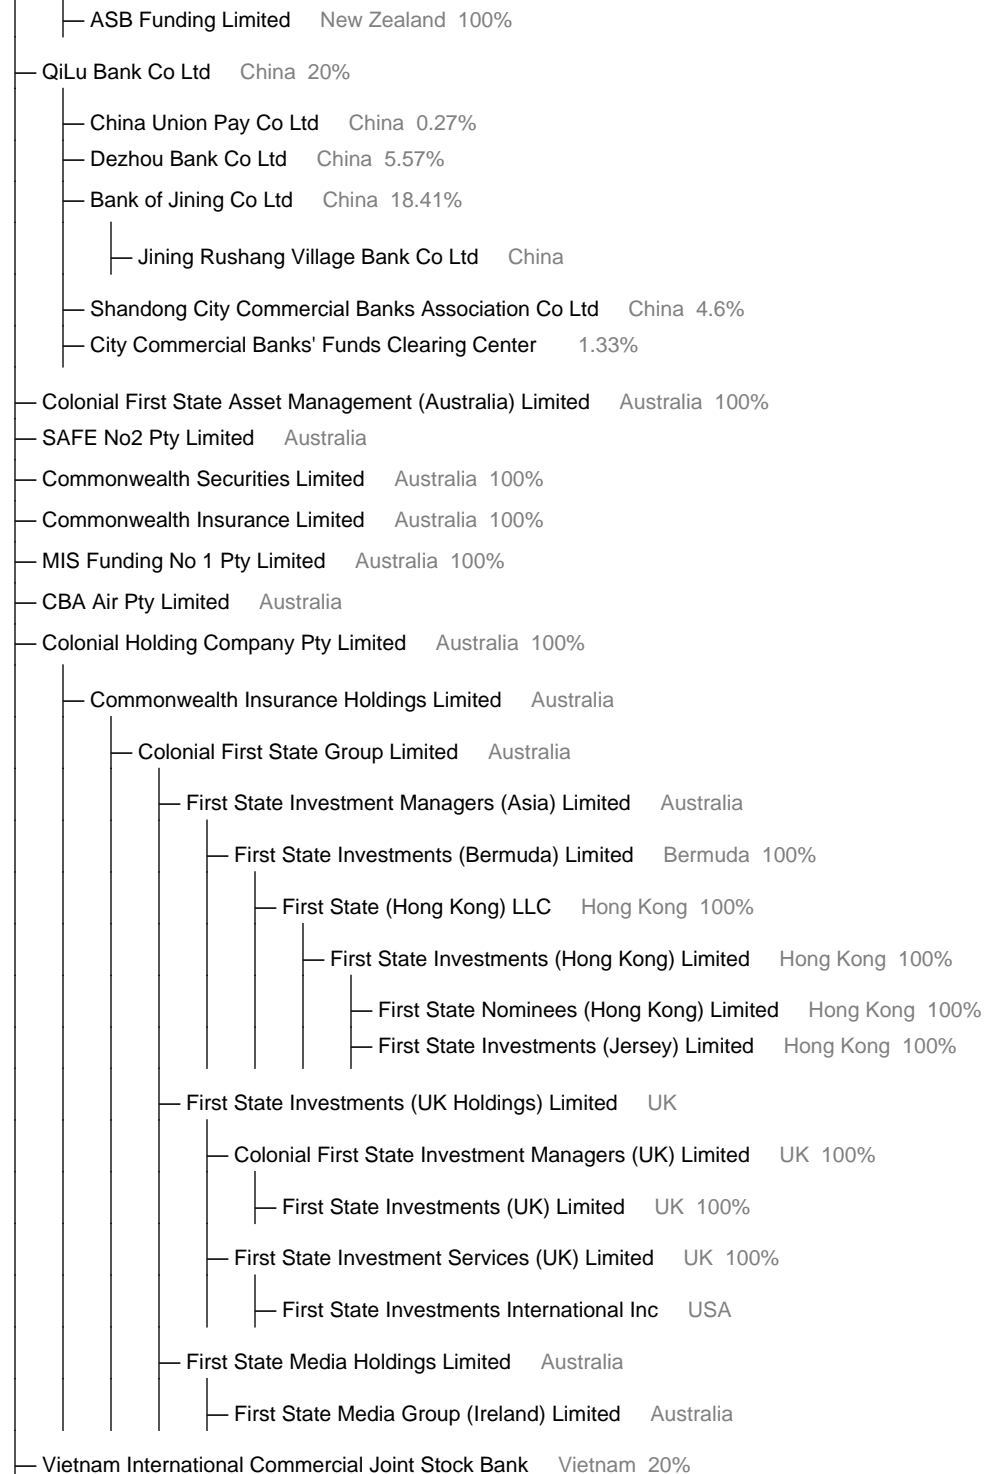 ASB Funding Limited New Zealand 100%
QiLu Bank Co Ltd China 20%
China Union Pay Co Ltd China 0.27%
Dezhou Bank Co Ltd China 5.57%
Bank of Jining Co Ltd China 18.41%
Jining Rushang Village Bank Co Ltd China
Shandong City Commercial Banks Association Co Ltd China 4.6%
City Commercial Banks' Funds Clearing Center 1.33%
Colonial First State Asset Management (Australia) Limited Australia 100%
SAFE No2 Pty Limited Australia
Commonwealth Securities Limited Australia 100%
Commonwealth Insurance Limited Australia 100%
MIS Funding No 1 Pty Limited Australia 100%
CBA Air Pty Limited Australia
Colonial Holding Company Pty Limited Australia 100%
Commonwealth Insurance Holdings Limited Australia
Colonial First State Group Limited Australia
First State Investment Managers (Asia) Limited Australia
First State Investments (Bermuda) Limited Bermuda 100%
First State (Hong Kong) LLC Hong Kong 100%
First State Investments (Hong Kong) Limited Hong Kong 100%
First State Nominees (Hong Kong) Limited Hong Kong 100%
First State Investments (Jersey) Limited Hong Kong 100%
First State Investments (UK Holdings) Limited UK
Colonial First State Investment Managers (UK) Limited UK 100%
First State Investments (UK) Limited UK 100%
First State Investment Services (UK) Limited UK 100%
First State Investments International Inc USA
First State Media Holdings Limited Australia
First State Media Group (Ireland) Limited Australia
Vietnam International Commercial Joint Stock Bank Vietnam 20%